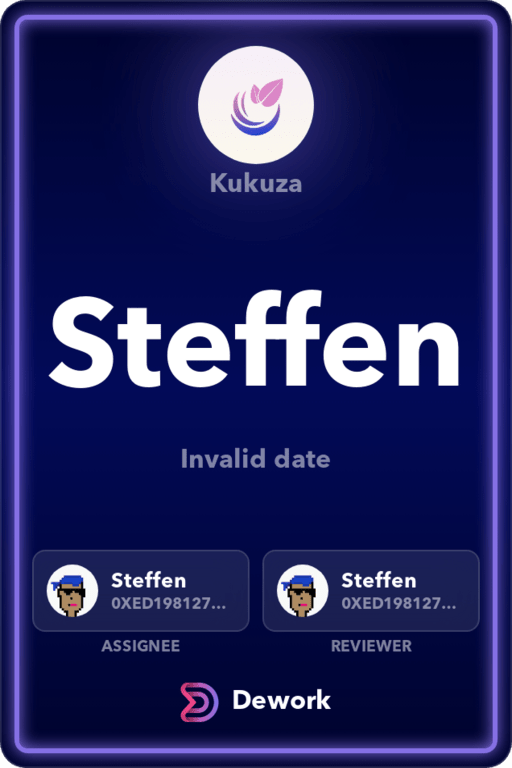 Kukuza
Steffen
Invalid date
Steffen
0XED198127...
ASSIGNEE
Steffen
0XED198127...
REVIEWER
Dework